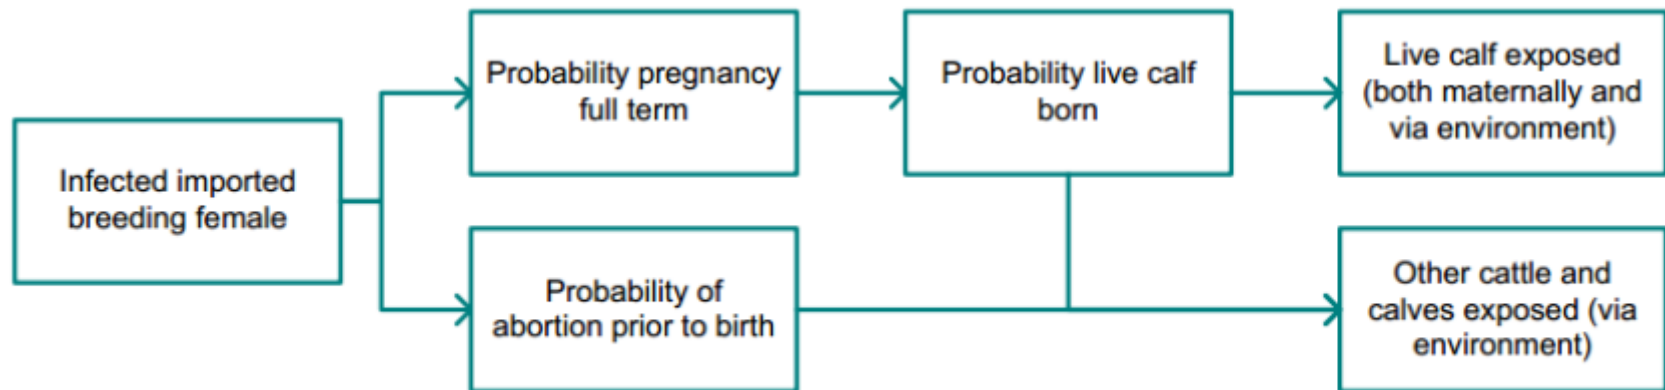 Infected imported
breeding female
Probability pregnancy
full term
Probability live calf
born
Live calf exposed
(both maternally and
via environment)
Probability of
abortion prior to birth
Other cattle and
calves exposed (via
environment)